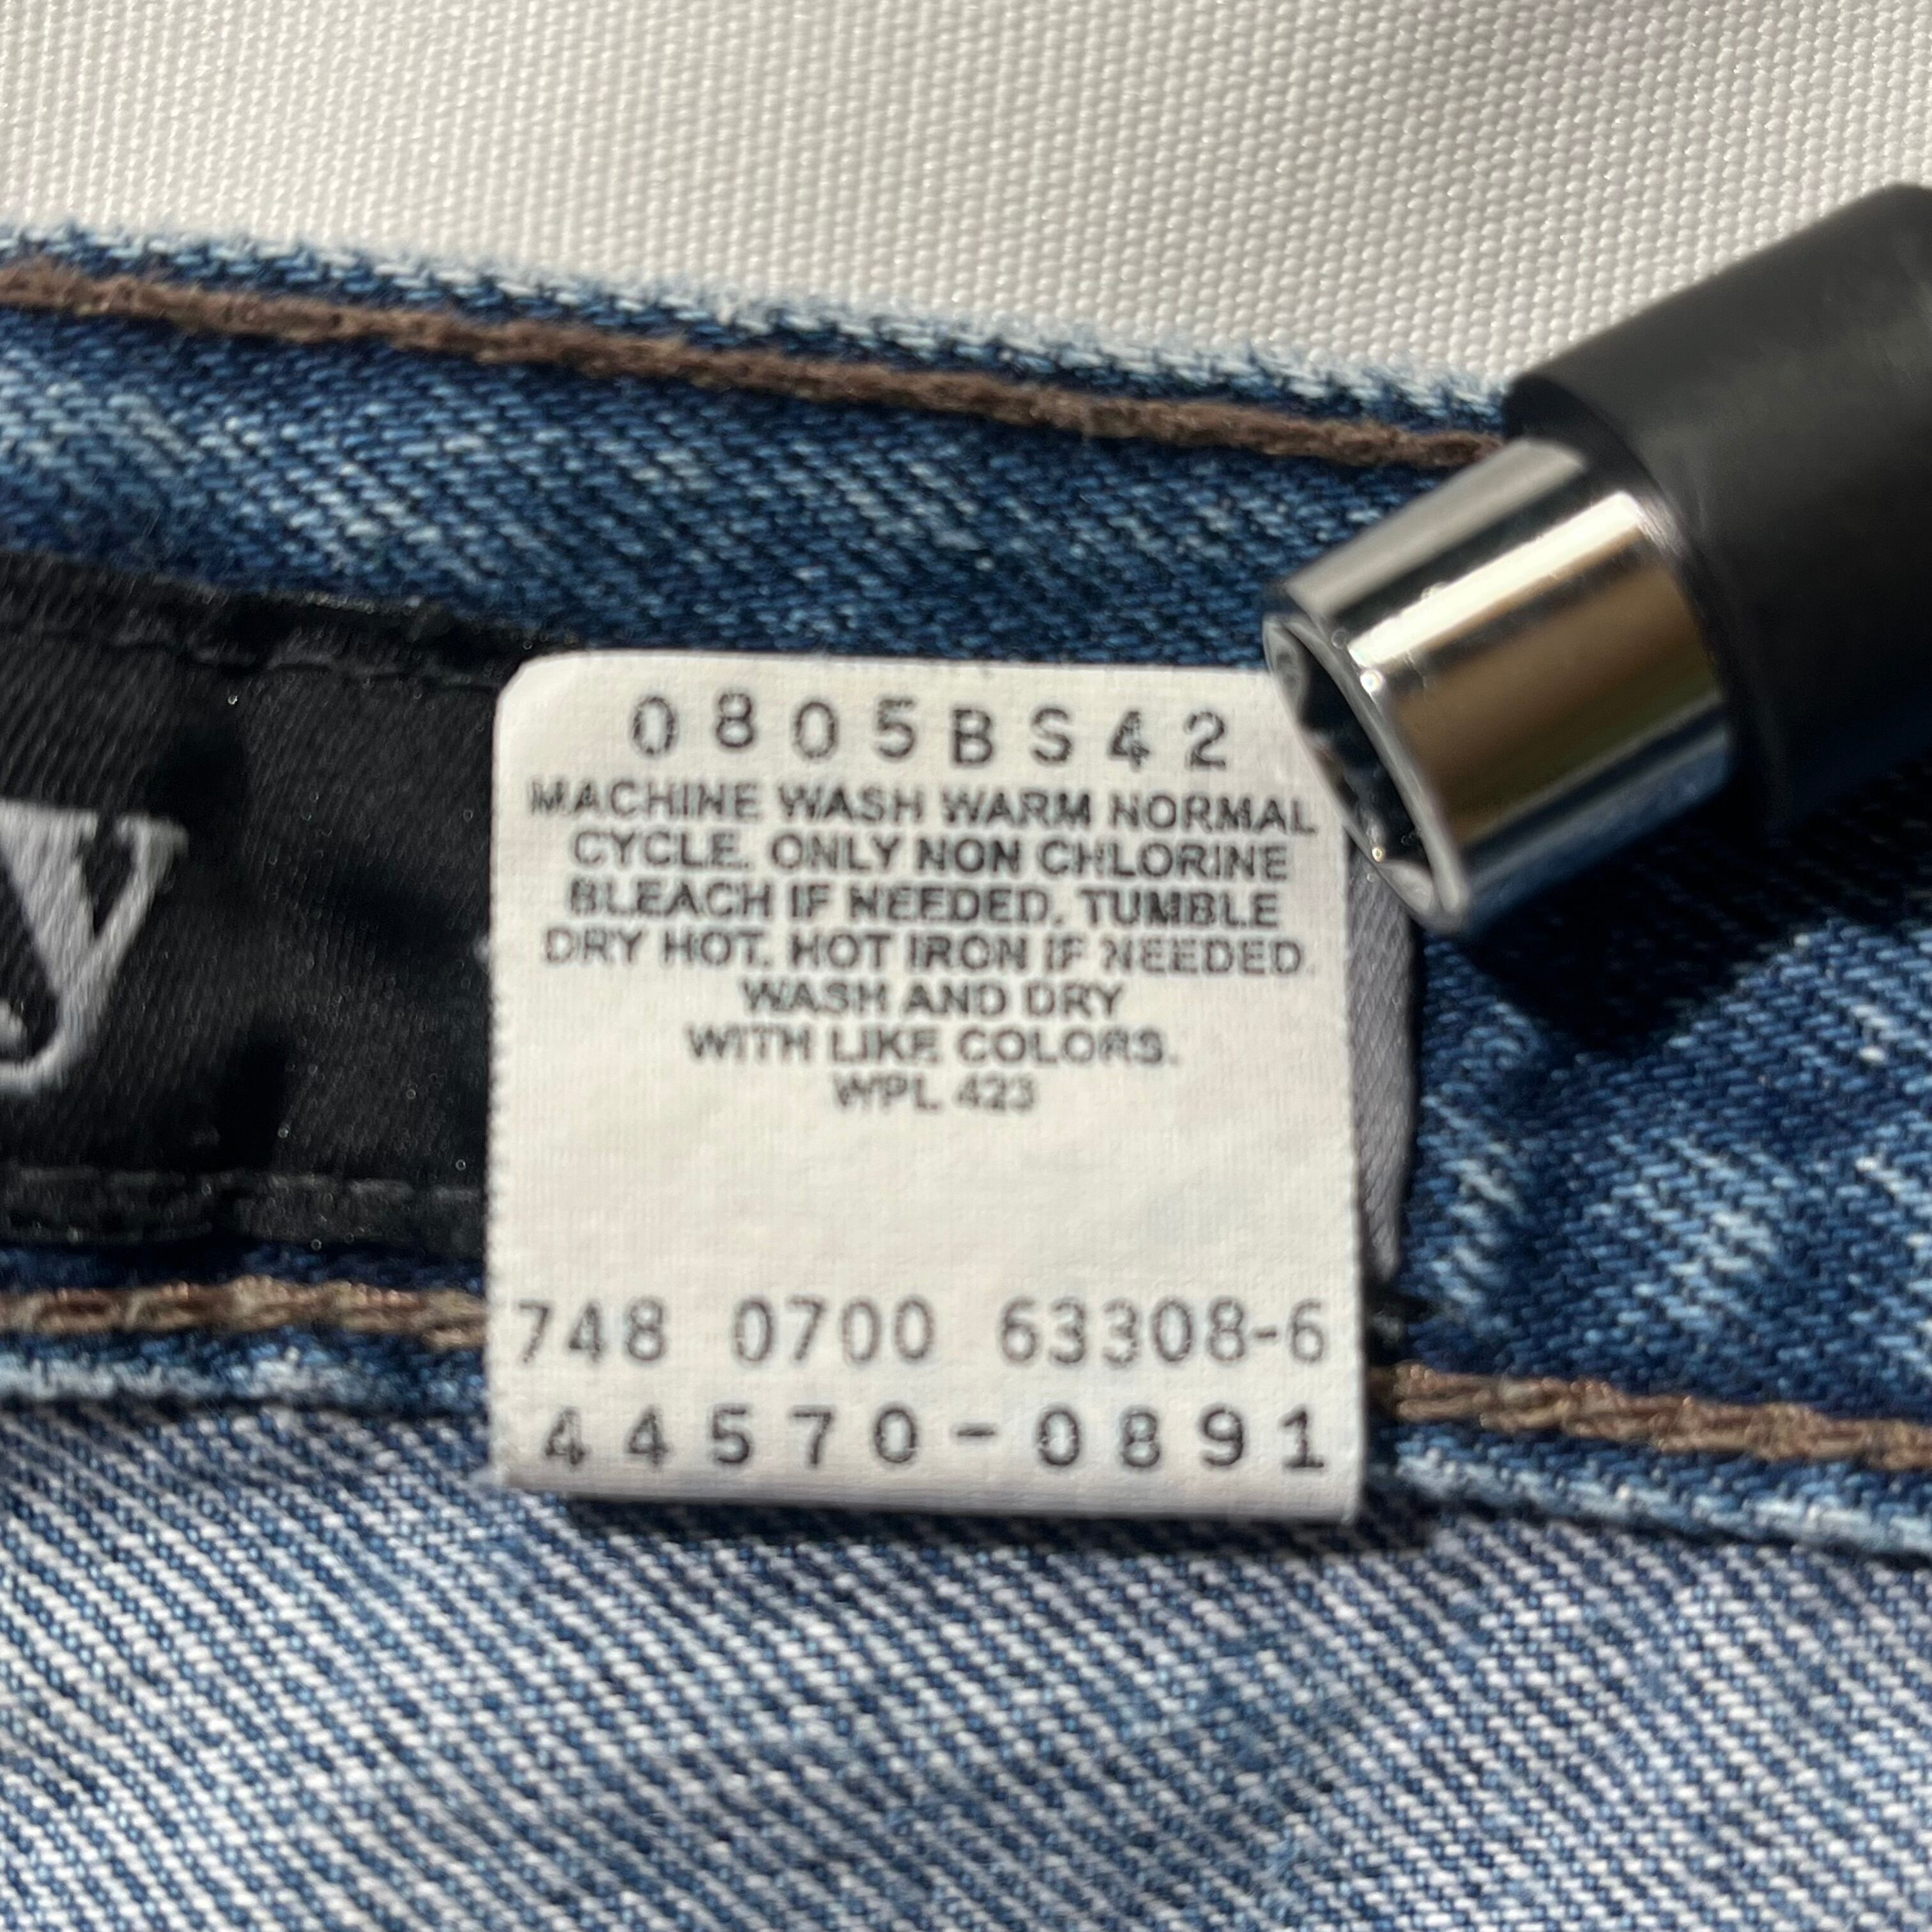 0805BS42
MACHINE WASH WARM NORMAL
CYCLE. ONLY NON CHLORINE
BLEACH IF NEEDED. TUMBLE
DRY HOT. HOT IRON IF NEEDED.
WASH AND DRY
WITH LIKE COLORS.
WPL 423
y
748 0700 63308-6
44570-0891